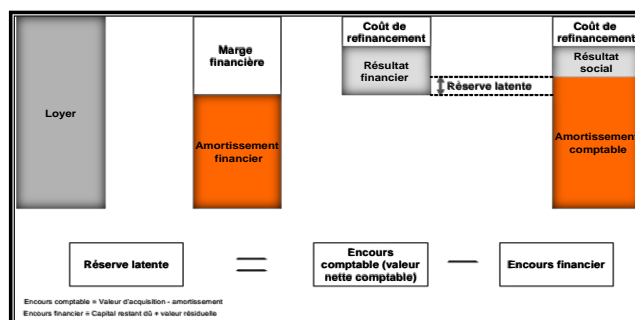 Loyer
Marge
financière
Amortissement
financier
Coût de
refinancement
Résultat
financier
Réserve latente
Coût de
refinancement
Résultat
social
Amortissement
comptable
Réserve latente
=
Encours
comptable (valeur
nette comptable)
—
Encours financier
Encours comptable = Valeur d'acquisition - amortissement
Encours financier = Capital restant dû + valeur résiduelle